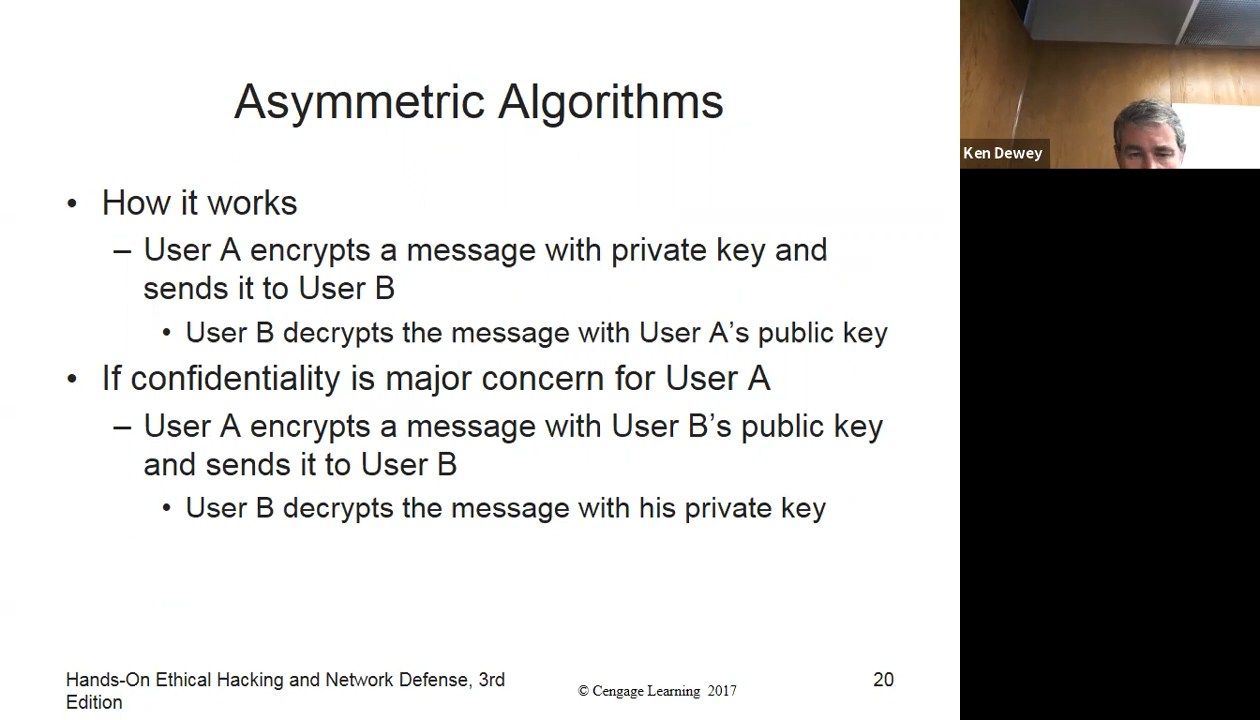 Asymmetric Algorithms
Ken Dewey
• How it works
– User A encrypts a message with private key and
sends it to User B
• User B decrypts the message with User A’s public key
• If confidentiality is major concern for User A
– User A encrypts a message with User B’s public key
and sends it to User B
• User B decrypts the message with his private key
Hands-On Ethical Hacking and Network Defense, 3rd
Edition
© Cengage Learning 2017
20